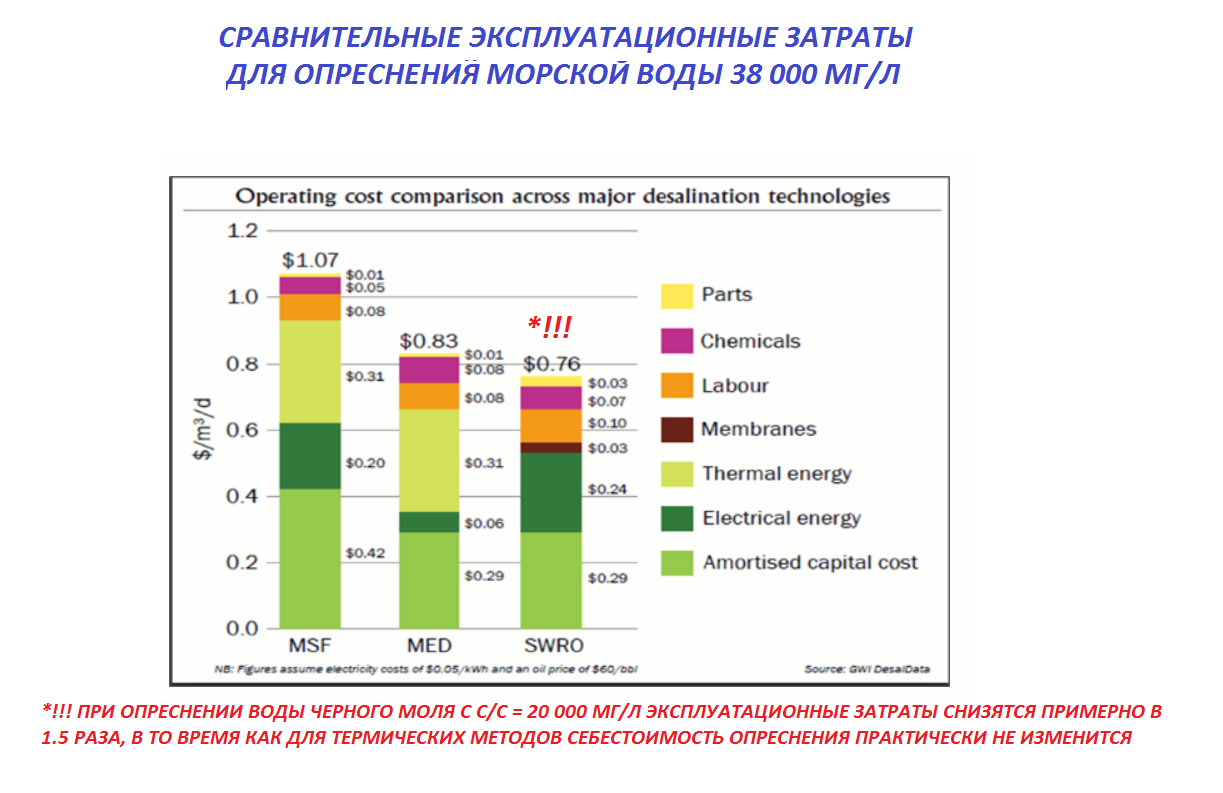 СРАВНИТЕЛЬНЫЕ ЭКСПЛУАТАЦИОННЫЕ ЗАТРАТЫ
ДЛЯ ОПРЕСНЕНИЯ МОРСКОЙ ВОДЫ 38 000 МГ/Л
Operating cost comparison across major desalination technologies
$/m³/d
1.2
1.0
0.8
0.6
0.4
0.2
0.0
$1.07
$0.01
$0.05
$0.08
$0.31
$0.20
$0.42
MSF
$0.83
$0.01
$0.08
$0.08
$0.31
$0.06
$0.29
MED
*!!!
$0.76
$0.03
$0.07
$0.10
$0.03
$0.24
$0.29
SWRO
Parts
Chemicals
Labour
Membranes
Thermal energy
Electrical energy
Amortised capital cost
NB: Figures assume electricity costs of $0.05/kWh and an oil price of $60/bbl
Source: GWI DesalData
*!!! ПРИ ОПРЕСНЕНИИ ВОДЫ ЧЕРНОГО МОЛЯ С С/С = 20 000 МГ/Л ЭКСПЛУАТАЦИОННЫЕ ЗАТРАТЫ СНИЗЯТСЯ ПРИМЕРНО В
1.5 РАЗА, В ТО ВРЕМЯ КАК ДЛЯ ТЕРМИЧЕСКИХ МЕТОДОВ СЕБЕСТОИМОСТЬ ОПРЕСНЕНИЯ ПРАКТИЧЕСКИ НЕ ИЗМЕНИТСЯ